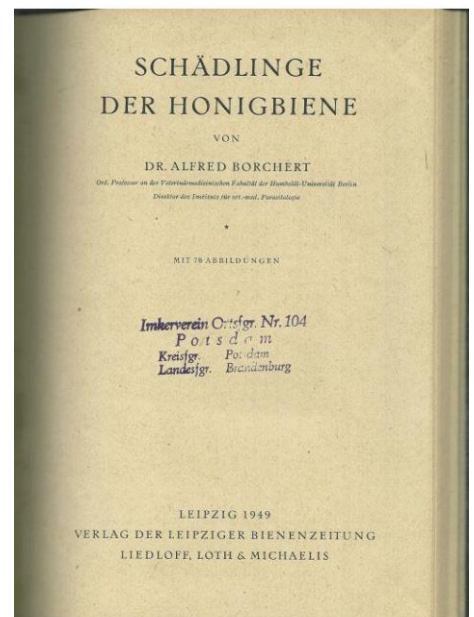 SCHÄDLINGE
DER HONIGBIENE
VON
DR. ALFRED BORCHERT
Ord. Professor an der Veterinärmedizinischen Fakultät der Humboldt-Universität Berlin
Direktor des Instituts für vet.-med. Parasitologie
*
MIT 70 ABBILDUNGEN
Imkerverein Ortsfgr. Nr. 104
Potsdam
Kreisfgr. Potsdam
Landesfgr. Brandenburg
LEIPZIG 1949
VERLAG DER LEIPZIGER BIENENZEITUNG
LIEDLOFF, LOTH & MICHAELIS